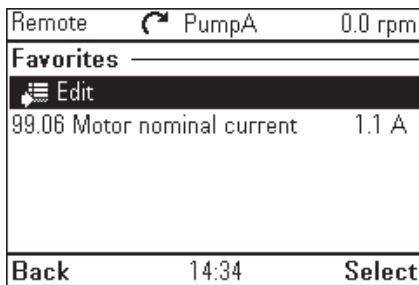 Remote PumpA 0.0 rpm
Favorites
Edit
99.06 Motor nominal current 1.1 A
Back 14:34 Select